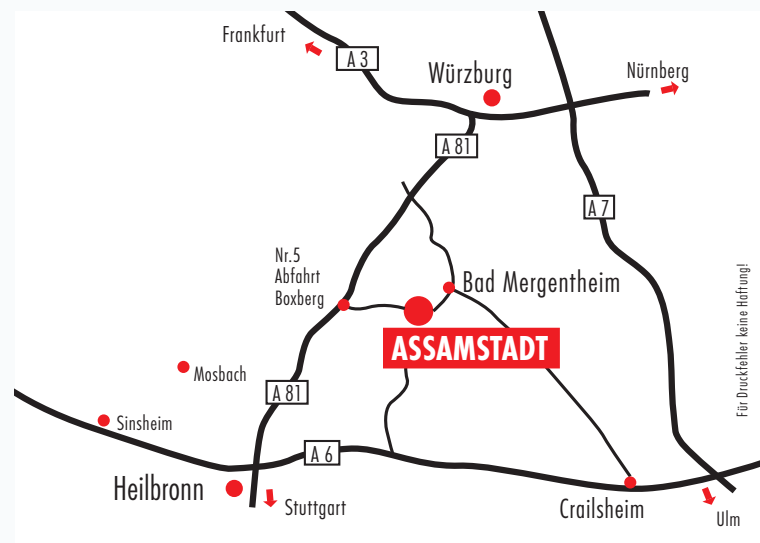 Frankfurt
A 3
Würzburg
Nürnberg
A 81
A 7
Nr.5
Abfahrt
Boxberg
Bad Mergentheim
ASSAMSTADT
Mosbach
A 81
Sinsheim
A 6
Heilbronn
Stuttgart
Crailsheim
Ulm
Für Druckfehler keine Haftung!